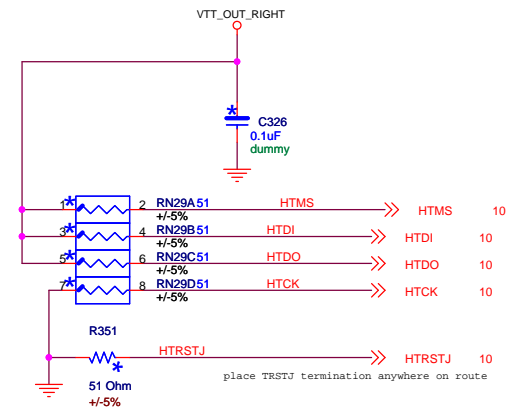 VTT_OUT_RIGHT
C326
0.1uF
dummy
1 2 RN29A 51 HTMS HTMS 10
+/-5%
3 4 RN29B 51 HTDI HTDI 10
+/-5%
5 6 RN29C 51 HTDO HTDO 10
+/-5%
7 8 RN29D 51 HTCK HTCK 10
+/-5%
R351
HTRSTJ HTRSTJ 10
place TRSTJ termination anywhere on route
51 Ohm
+/-5%